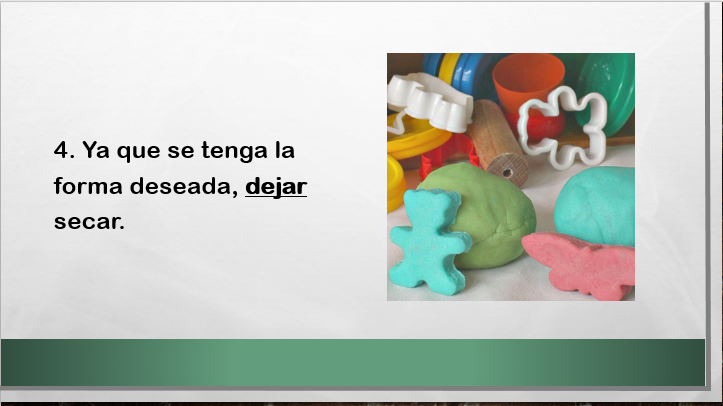 4. Ya que se tenga la
forma deseada, dejar
secar.